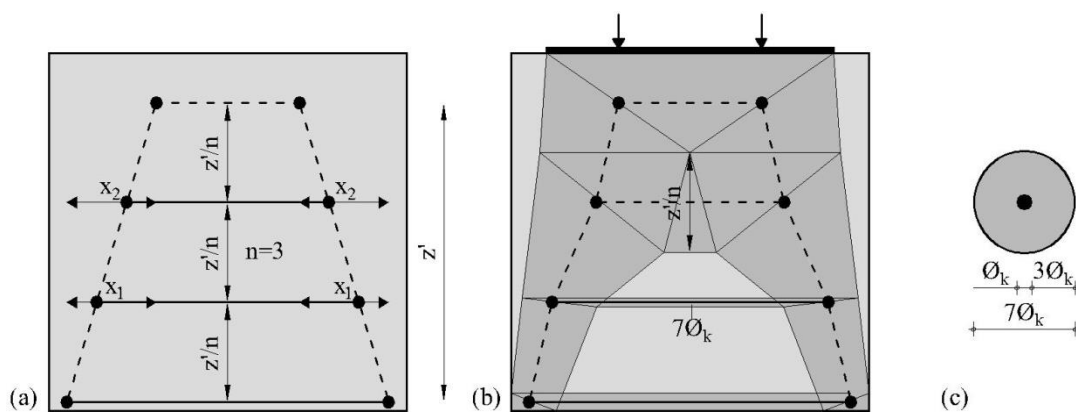 z'/n
x₂
x₂
z'/n
n=3
z'
x₁
x₁
z'/n
(a)
z'/n
7Øₖ
(b)
Øₖ
3Øₖ
7Øₖ
(c)